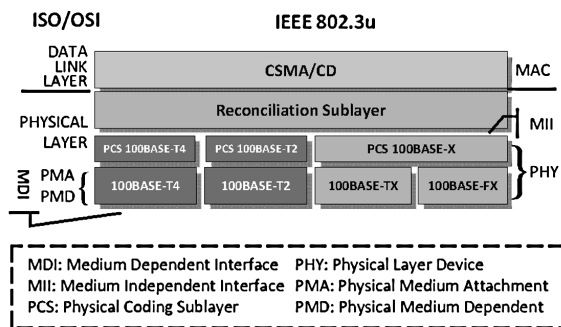 ISO/OSI IEEE 802.3u
DATA
LINK
LAYER
CSMA/CD
MAC
Reconciliation Sublayer
PHYSICAL
LAYER
MII
PCS 100BASE-T4 PCS 100BASE-T2 PCS 100BASE-X
MDI
PMA
PMD
100BASE-T4 100BASE-T2 100BASE-TX 100BASE-FX
PHY
MDI: Medium Dependent Interface PHY: Physical Layer Device
MII: Medium Independent Interface PMA: Physical Medium Attachment
PCS: Physical Coding Sublayer PMD: Physical Medium Dependent